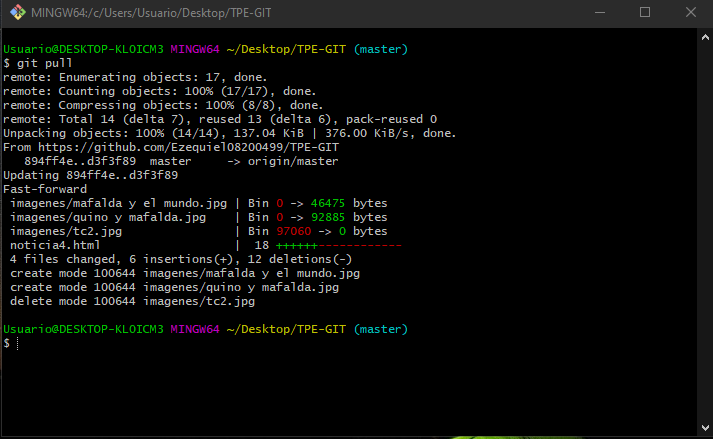 MINGW64:/c/Users/Usuario/Desktop/TPE-GIT
Usuario@DESKTOP-KLOICM3 MINGW64 ~/Desktop/TPE-GIT (master)
$ git pull
remote: Enumerating objects: 17, done.
remote: Counting objects: 100% (17/17), done.
remote: Compressing objects: 100% (8/8), done.
remote: Total 14 (delta 7), reused 13 (delta 6), pack-reused 0
Unpacking objects: 100% (14/14), 137.04 KiB | 376.00 KiB/s, done.
From https://github.com/Ezequiel08200499/TPE-GIT
   894ff4e..d3f3f89  master     -> origin/master
Updating 894ff4e..d3f3f89
Fast-forward
 imagenes/mafalda y el mundo.jpg | Bin 0 -> 46475 bytes
 imagenes/quino y mafalda.jpg    | Bin 0 -> 92885 bytes
 imagenes/tc2.jpg                | Bin 97060 -> 0 bytes
 noticia4.html                   |  18 ++++++------------
 4 files changed, 6 insertions(+), 12 deletions(-)
 create mode 100644 imagenes/mafalda y el mundo.jpg
 create mode 100644 imagenes/quino y mafalda.jpg
 delete mode 100644 imagenes/tc2.jpg
Usuario@DESKTOP-KLOICM3 MINGW64 ~/Desktop/TPE-GIT (master)
$